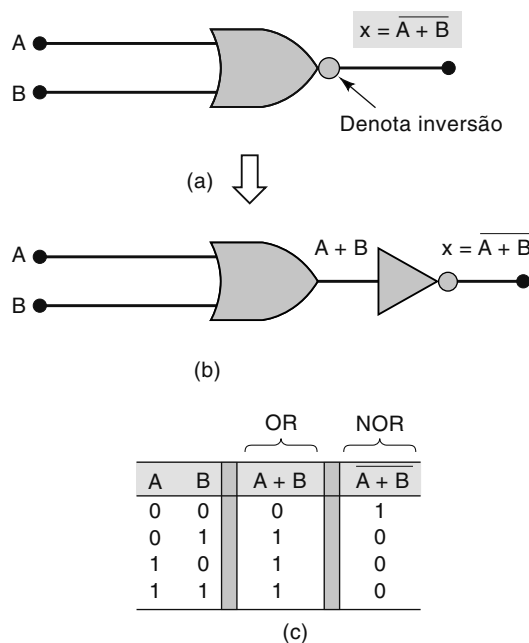 x = A̅ ̅+̅ ̅B̅
A
B
Denota inversão
(a)
A + B
x = A̅ ̅+̅ ̅B̅
A
B
(b)
OR NOR
A B A + B A̅ ̅+̅ ̅B̅
0 0 0 1
0 1 1 0
1 0 1 0
1 1 1 0
(c)